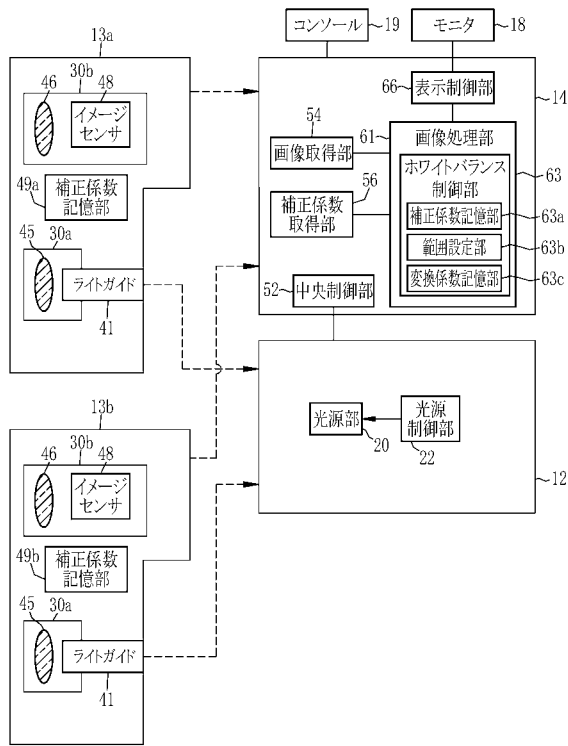 コンソール 19
モニタ 18
13a
46 30b 48
イメージ
センサ
49a
補正係数
記憶部
45 30a
ライトガイド
41
66 表示制御部
14
54
画像取得部
61
画像処理部
56
補正係数
取得部
ホワイトバランス
制御部
63
補正係数記憶部 63a
範囲設定部 63b
変換係数記憶部 63c
52 中央制御部
13b
46 30b 48
イメージ
センサ
49b
補正係数
記憶部
45 30a
ライトガイド
41
光源部
20
光源
制御部
22
12